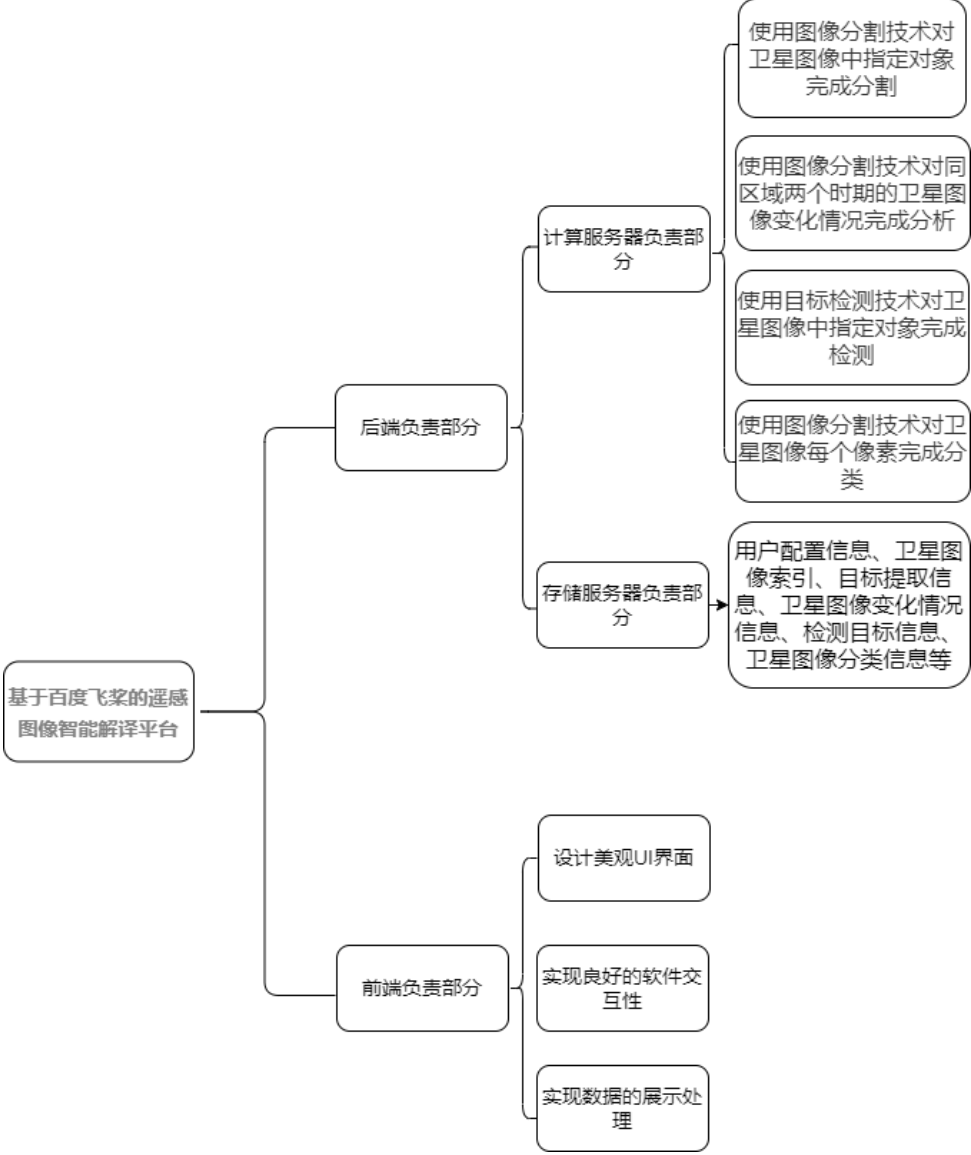 使用图像分割技术对
卫星图像中指定对象
完成分割
使用图像分割技术对同
区域两个时期的卫星图
像变化情况完成分析
计算服务器负责部
分
使用目标检测技术对卫
星图像中指定对象完成
检测
后端负责部分
使用图像分割技术对卫
星图像每个像素完成分
类
存储服务器负责部
分
用户配置信息、卫星图
像索引、目标提取信
息、卫星图像变化情况
信息、检测目标信息、
卫星图像分类信息等
基于百度飞桨的遥感
图像智能解译平台
设计美观UI界面
前端负责部分
实现良好的软件交
互性
实现数据的展示处
理